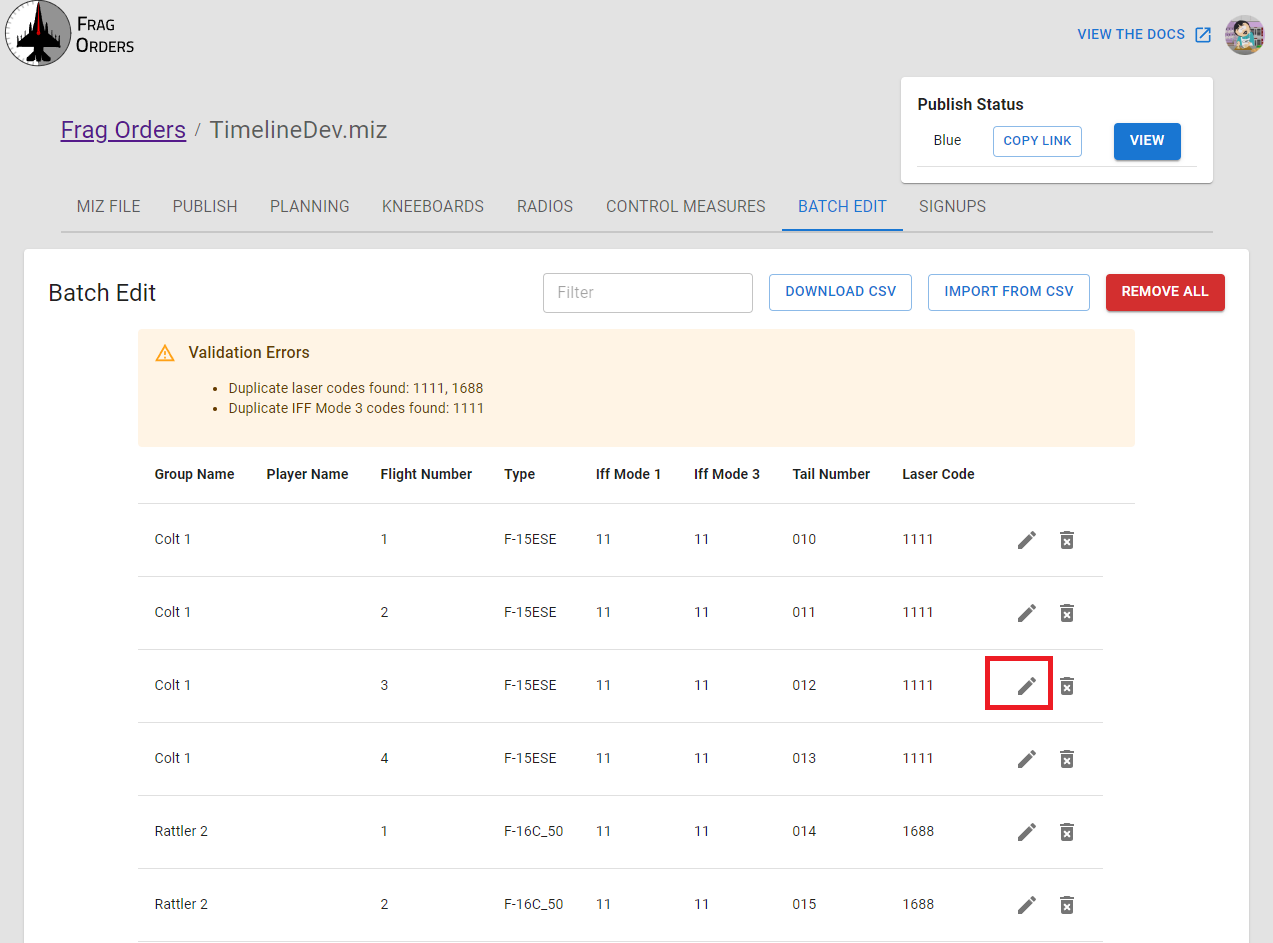 Frag
Orders
VIEW THE DOCS
Publish Status
Blue COPY LINK VIEW
Frag Orders / TimelineDev.miz
MIZ FILE PUBLISH PLANNING KNEEBOARDS RADIOS CONTROL MEASURES BATCH EDIT SIGNUPS
Batch Edit Filter DOWNLOAD CSV IMPORT FROM CSV REMOVE ALL
Validation Errors
• Duplicate laser codes found: 1111, 1688
• Duplicate IFF Mode 3 codes found: 1111
Group Name Player Name Flight Number Type Iff Mode 1 Iff Mode 3 Tail Number Laser Code
Colt 1 1 F-15ESE 11 11 010 1111
Colt 1 2 F-15ESE 11 11 011 1111
Colt 1 3 F-15ESE 11 11 012 1111
Colt 1 4 F-15ESE 11 11 013 1111
Rattler 2 1 F-16C_50 11 11 014 1688
Rattler 2 2 F-16C_50 11 11 015 1688